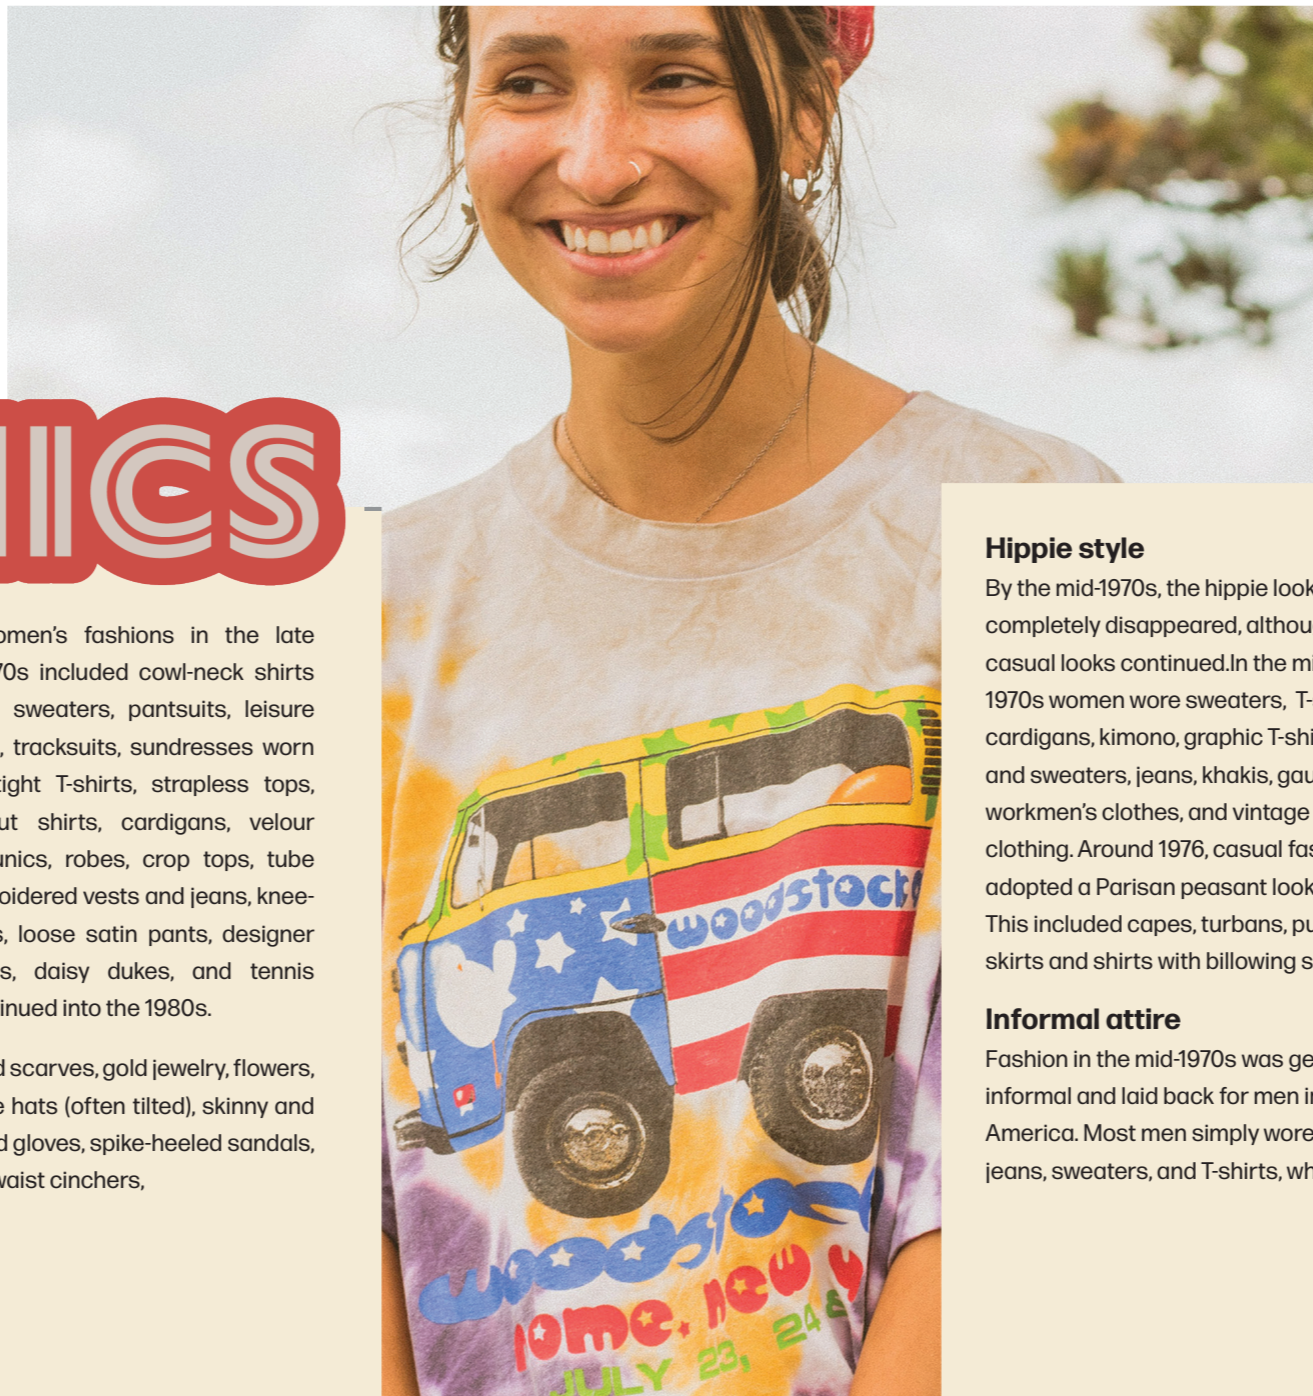 ICS
omen's fashions in the late
70s included cowl-neck shirts
sweaters, pantsuits, leisure
, tracksuits, sundresses worn
tight T-shirts, strapless tops,
ut shirts, cardigans, velour
unics, robes, crop tops, tube
oidered vests and jeans, knee-
s, loose satin pants, designer
s, daisy dukes, and tennis
inued into the 1980s.
d scarves, gold jewelry, flowers,
e hats (often tilted), skinny and
d gloves, spike-heeled sandals,
waist cinchers,
woodstock
woodstock
rome, new y
JULY 23, 24 &
Hippie style
By the mid-1970s, the hippie look
completely disappeared, althou
casual looks continued.In the mi
1970s women wore sweaters, T-
cardigans, kimono, graphic T-shi
and sweaters, jeans, khakis, gau
workmen's clothes, and vintage
clothing. Around 1976, casual fas
adopted a Parisian peasant look
This included capes, turbans, pu
skirts and shirts with billowing s
Informal attire
Fashion in the mid-1970s was ge
informal and laid back for men i
America. Most men simply wore
jeans, sweaters, and T-shirts, wh